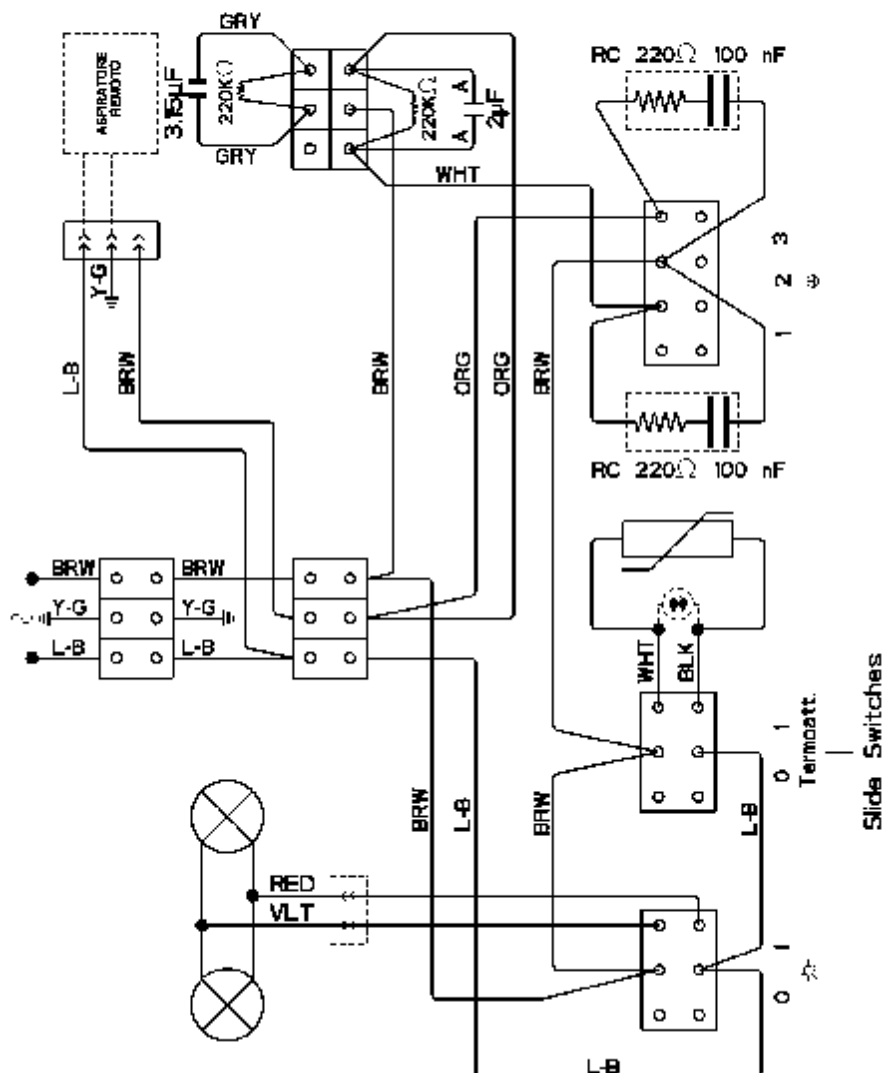 GRY
ASPIRATORE
REMOTO
3.15µF
220KΩ
220KΩ
A
A
2µF
GRY
WHT
RC 220Ω 100 nF
3
2
1
Y-G
L-B
BRW
BRW
ORG
ORG
BRW
RC 220Ω 100 nF
BRW
BRW
Y-G
Y-G
L-B
L-B
WHT
BLK
1
0
Termoatt.
Slide Switches
BRW
L-B
BRW
L-B
RED
VLT
1
0
L-B